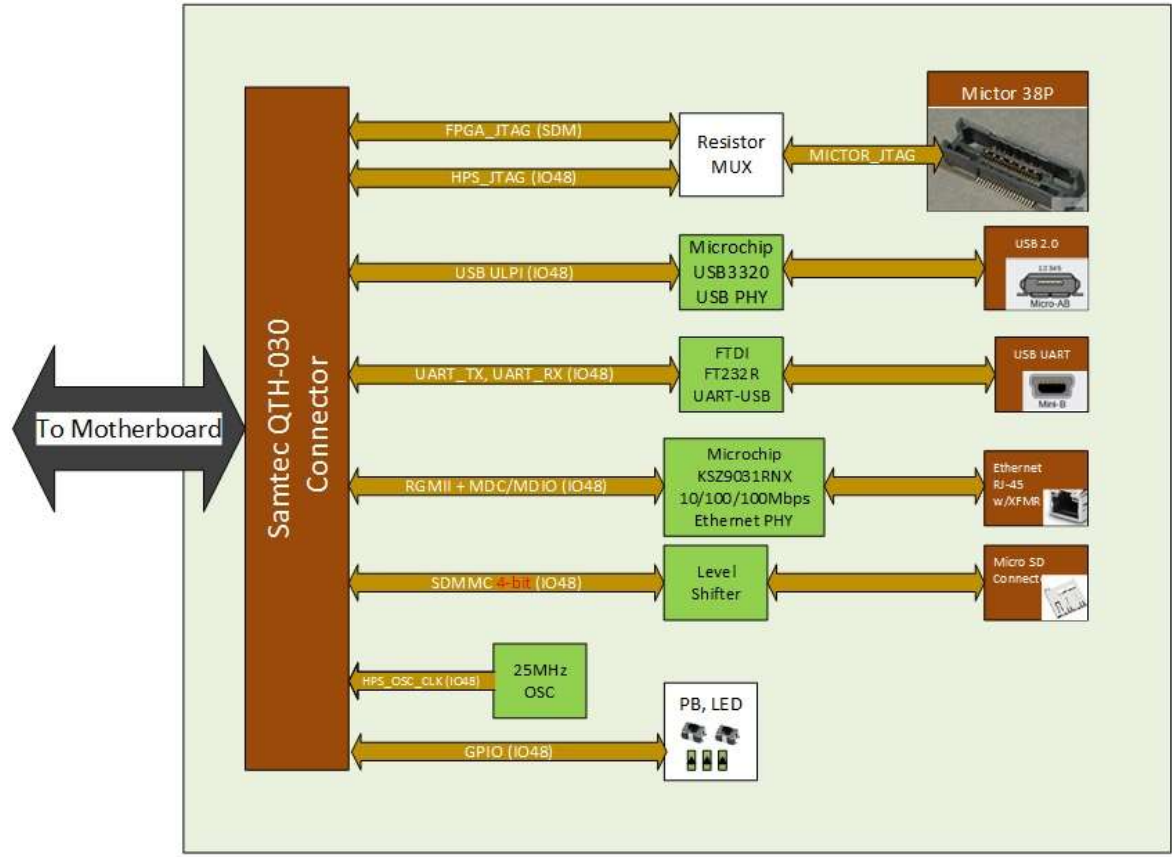 Mictor 38P
FPGA_JTAG (SDM)
Resistor
MUX
MICTOR_JTAG
HPS_JTAG (IO48)
USB ULPI (IO48)
Microchip
USB3320
USB PHY
USB 2.0
12345
Micro-AB
UART_TX, UART_RX (IO48)
FTDI
FT232R
UART-USB
USB UART
Mini-B
To Motherboard
Samtec QTH-030
Connector
RGMII + MDC/MDIO (IO48)
Microchip
KSZ9031RNX
10/100/100Mbps
Ethernet PHY
Ethernet
RJ-45
w/XFMR
SDMMC 4-bit (IO48)
Level
Shifter
Micro SD
Connecto
HPS_OSC_CLK (IO48)
25MHz
OSC
GPIO (IO48)
PB, LED